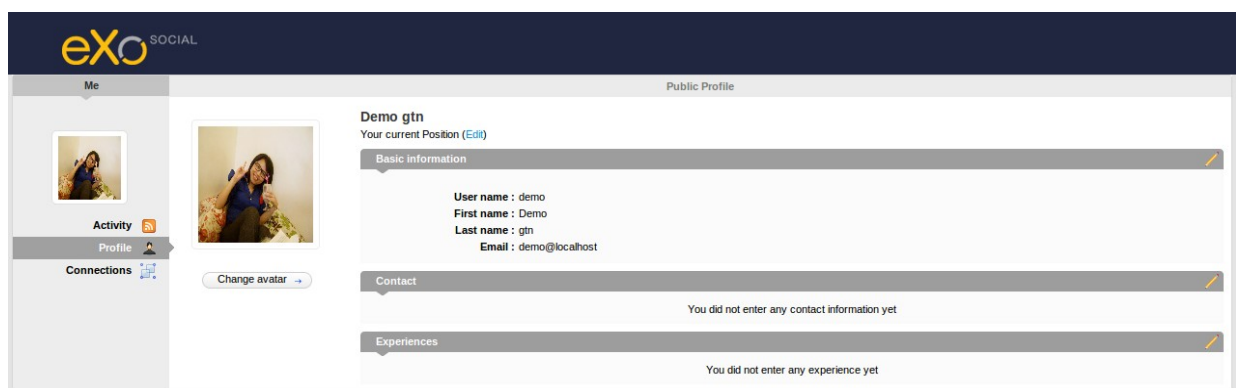 eXo SOCIAL
Me
Public Profile
Activity
Profile
Connections
Change avatar →
Demo gtn
Your current Position (Edit)
Basic information
User name : demo
First name : Demo
Last name : gtn
Email : demo@localhost
Contact
You did not enter any contact information yet
Experiences
You did not enter any experience yet